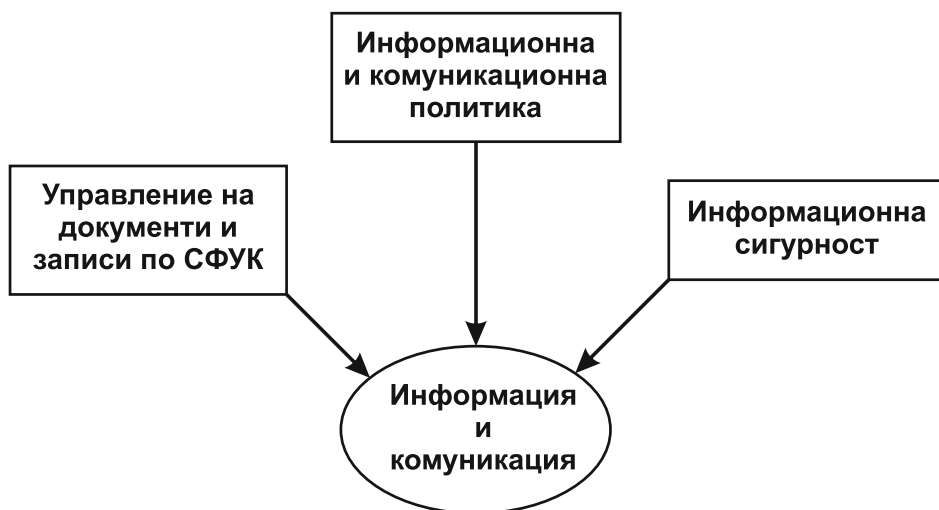 Информационна
и комуникационна
политика
Управление на
документи и
записи по СФУК
Информационна
сигурност
Информация
и
комуникация